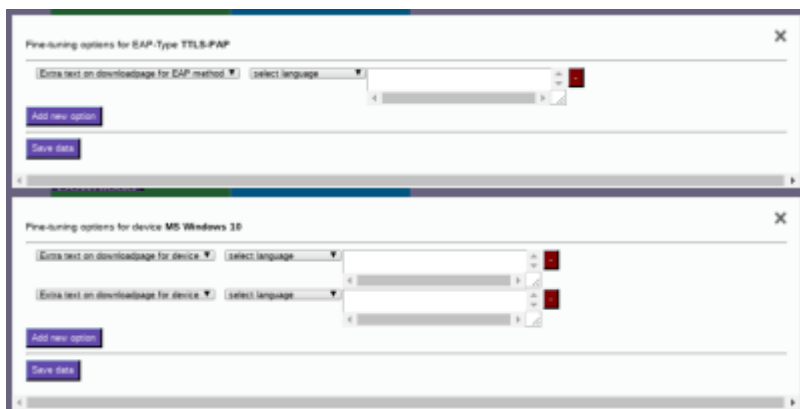 Fine-tuning options for EAP-Type TTLS-PAP
Extra text on downloadpage for EAP method select language
-
Add new option
Save data
Fine-tuning options for device MS Windows 10
Extra text on downloadpage for device select language
-
Extra text on downloadpage for device select language
-
Add new option
Save data